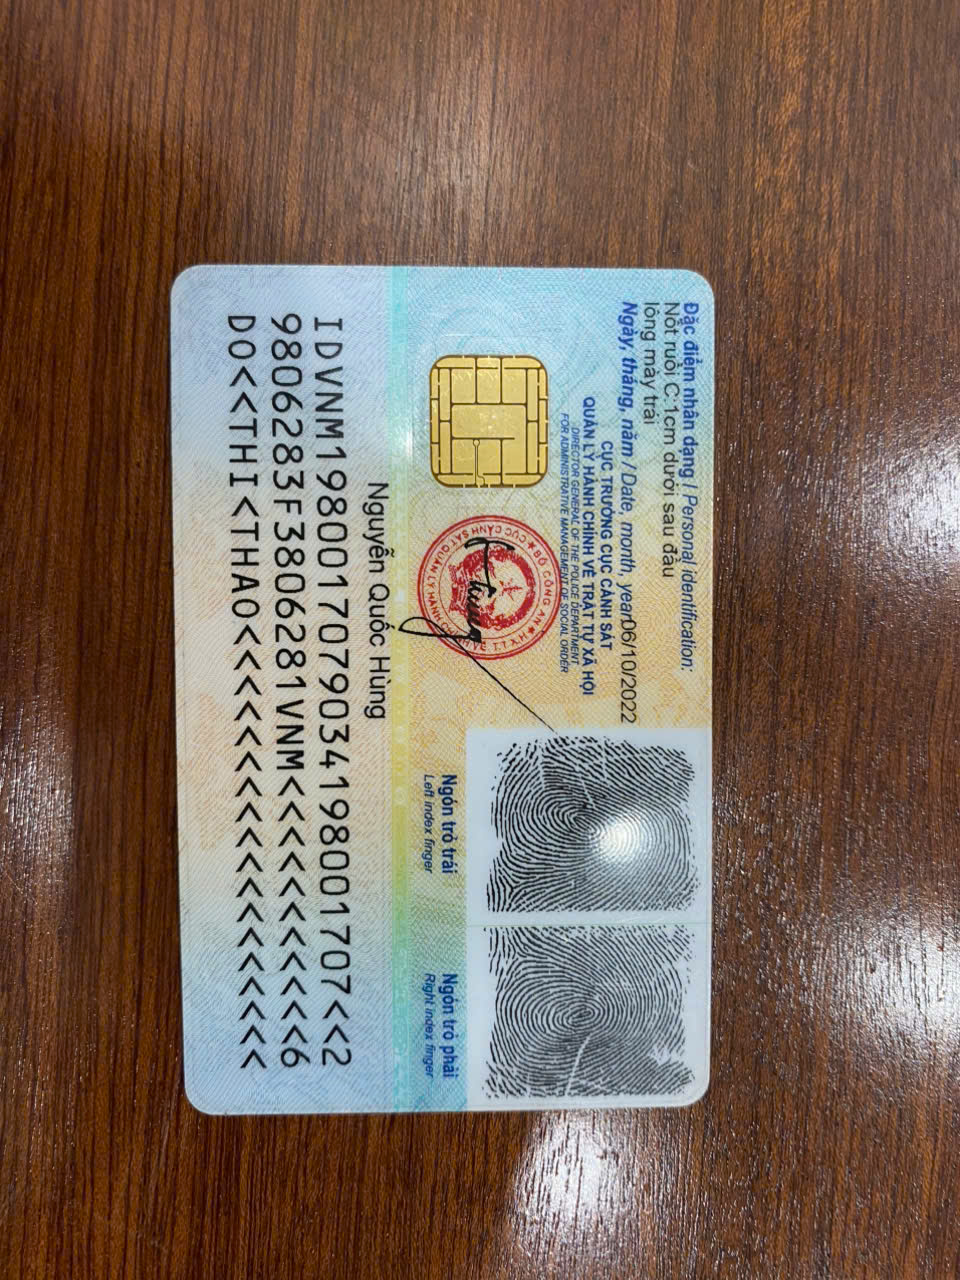 Đặc điểm nhân dạng / Personal identification:
Nốt ruồi C:1cm dưới sau đầu
lông mày trái
Ngày, tháng, năm / Date, month, year 06/10/2022
CỤC TRƯỞNG CỤC CẢNH SÁT
QUẢN LÝ HÀNH CHÍNH VỀ TRẬT TỰ XÃ HỘI
DIRECTOR GENERAL OF THE POLICE DEPARTMENT
FOR ADMINISTRATIVE MANAGEMENT OF SOCIAL ORDER
BỘ CÔNG AN
CỤC CẢNH SÁT QUẢN LÝ HÀNH CHÍNH VỀ T.T.X.H
Hùng
Nguyễn Quốc Hùng
Ngón trỏ trái
Left index finger
Ngón trỏ phải
Right index finger
IDVNM1980017079034198001707<<2
9806283F3806281VNM<<<<<<<<<<<6
DO<<THI<THAO<<<<<<<<<<<<<<<<<<